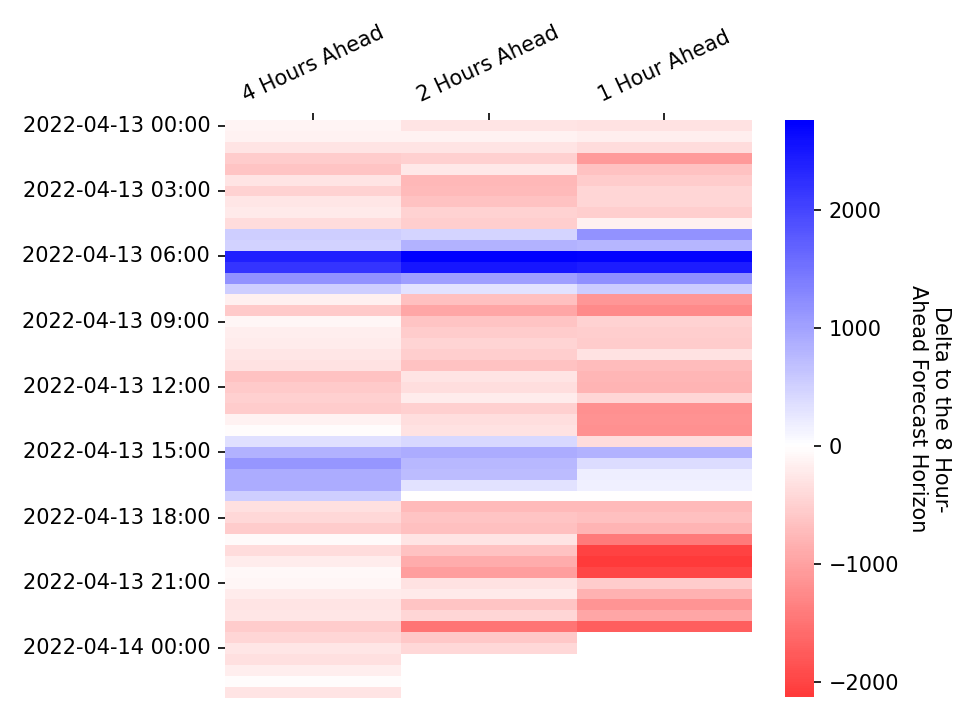 4 Hours Ahead
2 Hours Ahead
1 Hour Ahead
2022-04-13 00:00
2022-04-13 03:00
2022-04-13 06:00
2022-04-13 09:00
2022-04-13 12:00
2022-04-13 15:00
2022-04-13 18:00
2022-04-13 21:00
2022-04-14 00:00
2000
1000
0
−1000
−2000
Delta to the 8 Hour-
Ahead Forecast Horizon